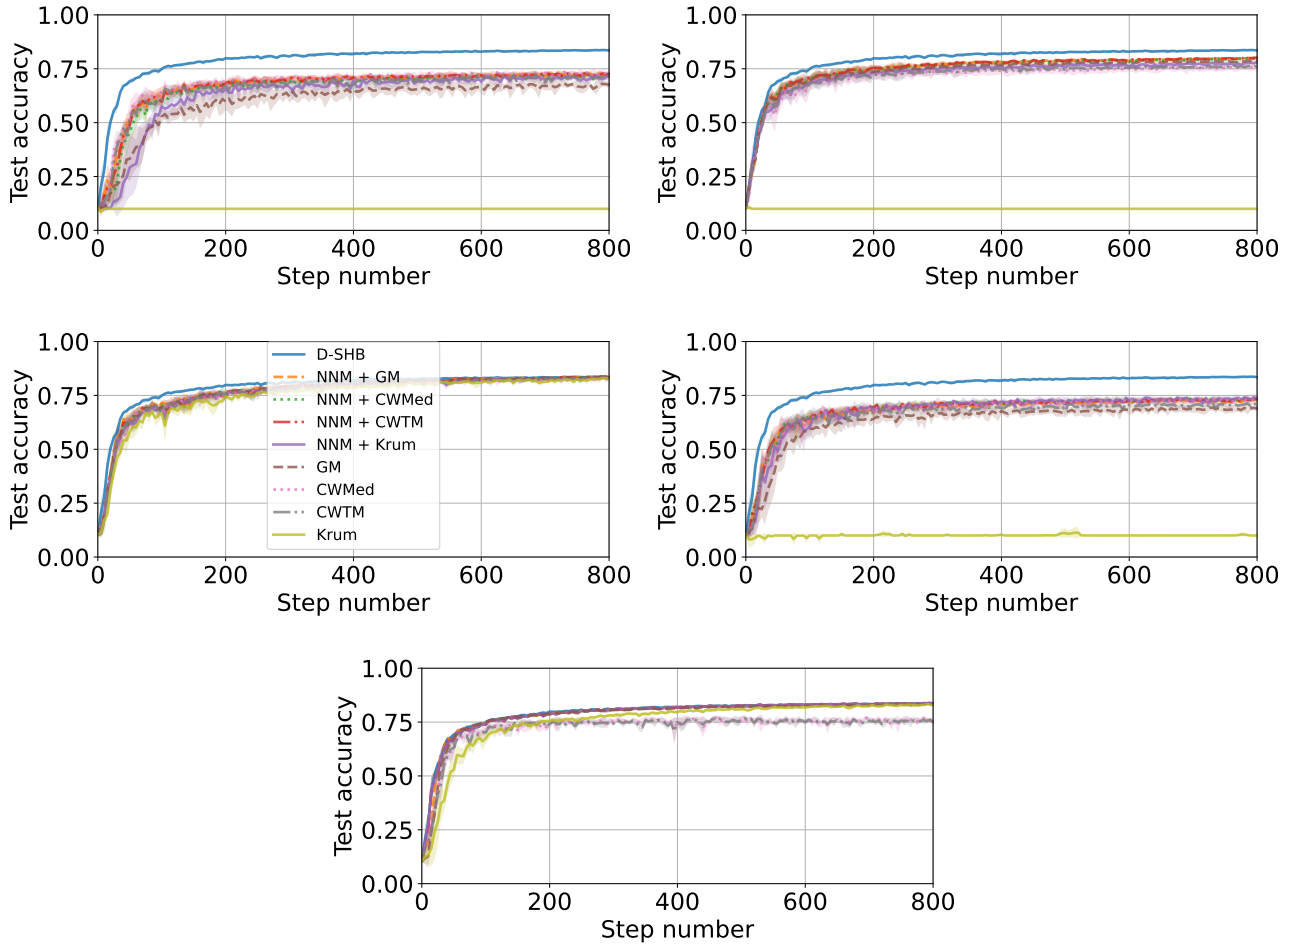 1.00
0.75
0.50
0.25
0.00
Test accuracy
0 200 400 600 800
Step number
1.00
0.75
0.50
0.25
0.00
Test accuracy
0 200 400 600 800
Step number
1.00
0.75
0.50
0.25
0.00
Test accuracy
D-SHB
NNM + GM
NNM + CWMed
NNM + CWTM
NNM + Krum
GM
CWMed
CWTM
Krum
0 200 400 600 800
Step number
1.00
0.75
0.50
0.25
0.00
Test accuracy
0 200 400 600 800
Step number
1.00
0.75
0.50
0.25
0.00
Test accuracy
0 200 400 600 800
Step number